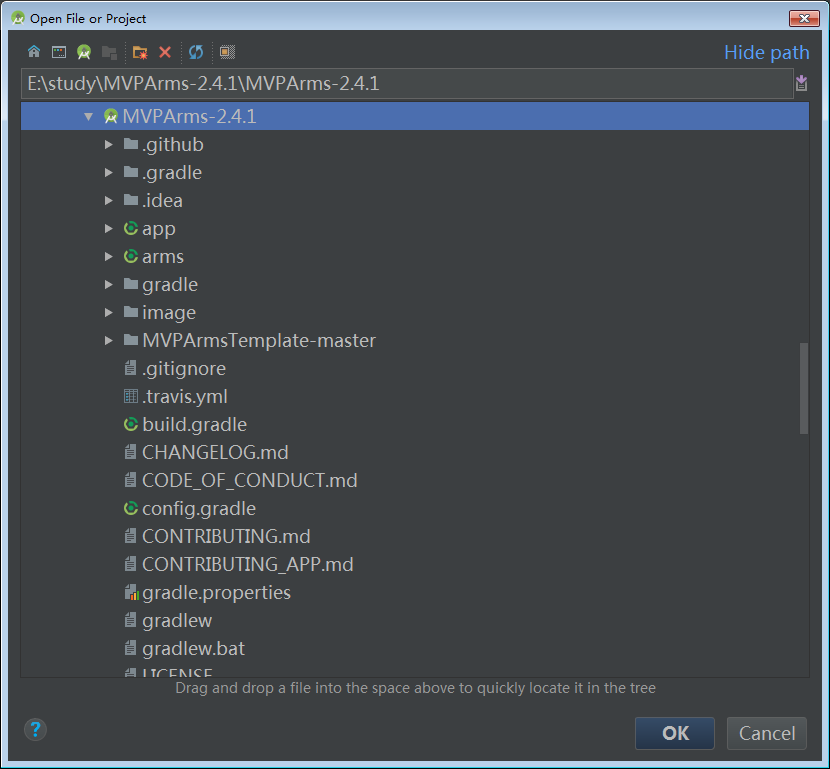 Open File or Project
Hide path
E:\study\MVPArms-2.4.1\MVPArms-2.4.1
MVPArms-2.4.1
.github
.gradle
.idea
app
arms
gradle
image
MVPArmsTemplate-master
.gitignore
.travis.yml
build.gradle
CHANGELOG.md
CODE_OF_CONDUCT.md
config.gradle
CONTRIBUTING.md
CONTRIBUTING_APP.md
gradle.properties
gradlew
gradlew.bat
LICENSE
Drag and drop a file into the space above to quickly locate it in the tree
?
OK
Cancel